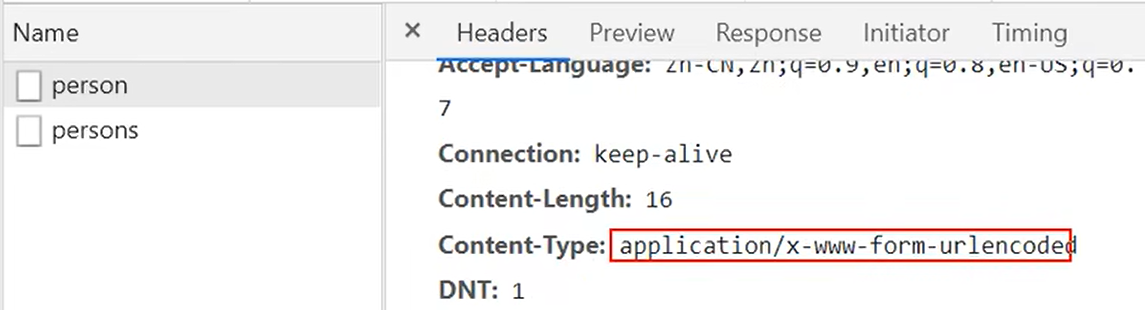 Name
× Headers Preview Response Initiator Timing
person
persons
Accept-Language: zh-CN,zh;q=0.9,en;q=0.8,en-US;q=0.
7
Connection: keep-alive
Content-Length: 16
Content-Type: application/x-www-form-urlencoded
DNT: 1